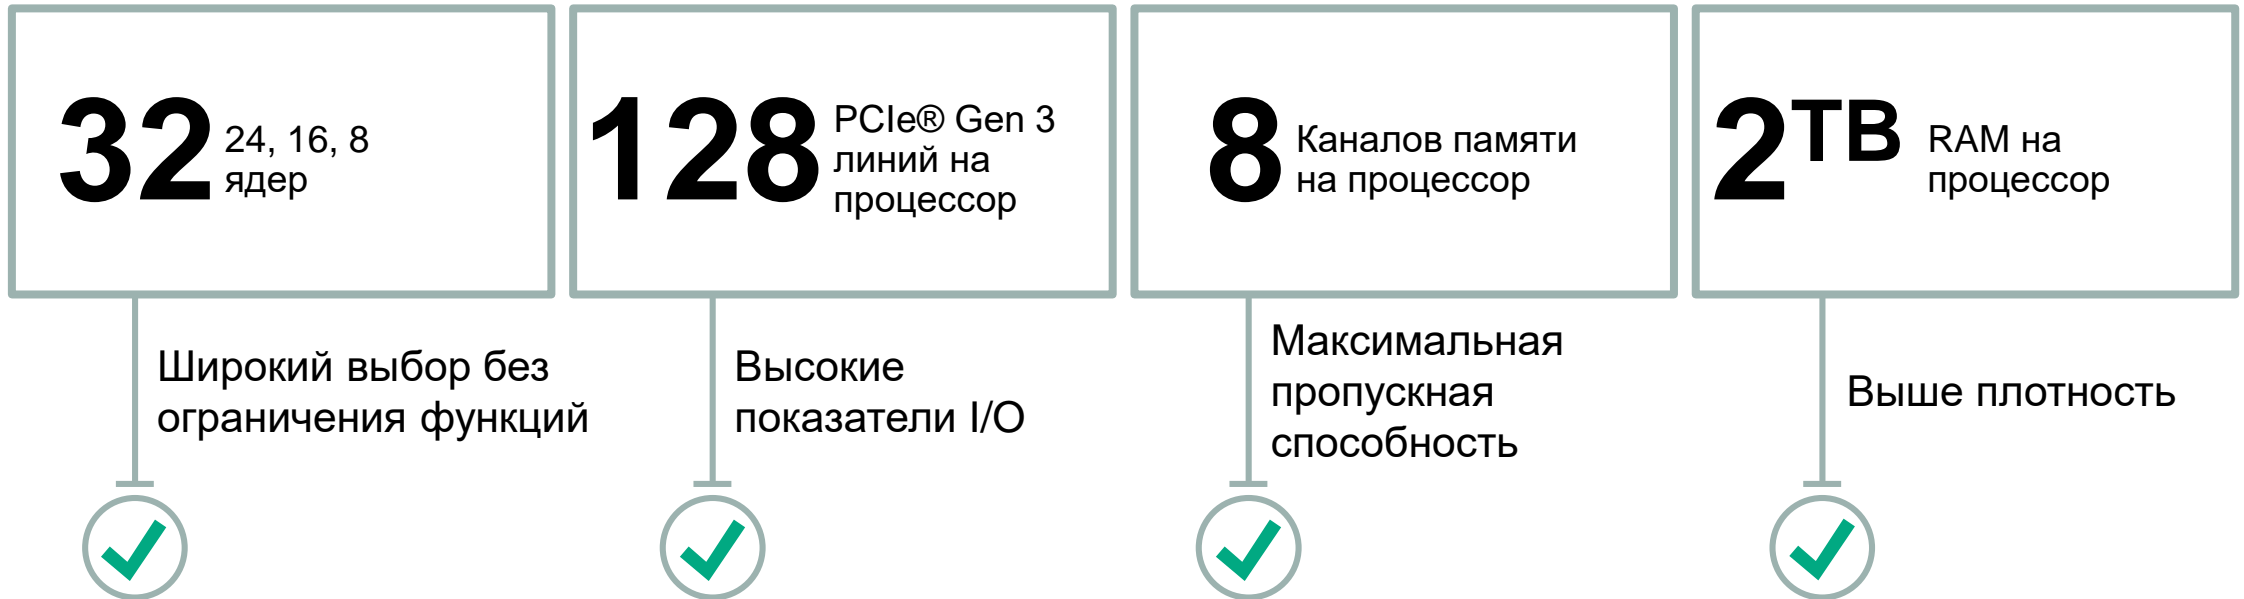 32
24, 16, 8
ядер
128
PCIe® Gen 3
линий на
процессор
8
Каналов памяти
на процессор
2TB
RAM на
процессор
Широкий выбор без
ограничения функций
Высокие
показатели I/O
Максимальная
пропускная
способность
Выше плотность